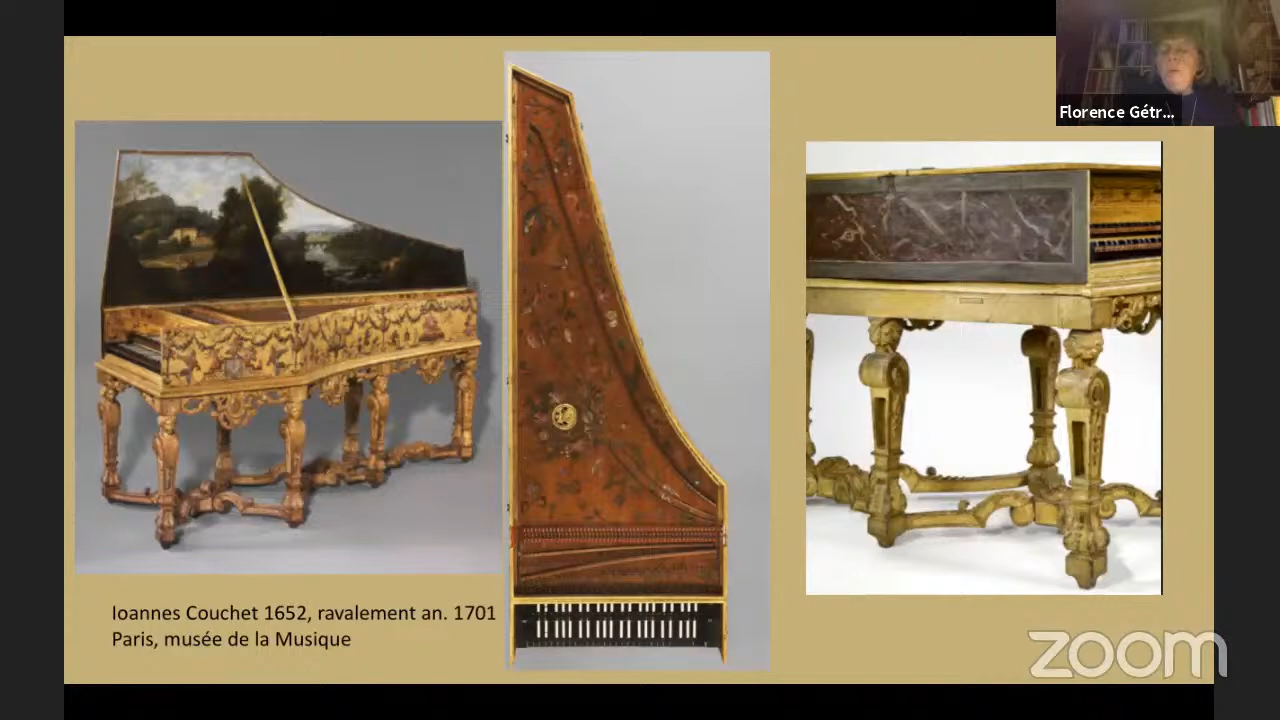 Florence Gétr...
Ioannes Couchet 1652, ravalement an. 1701
Paris, musée de la Musique
zoom